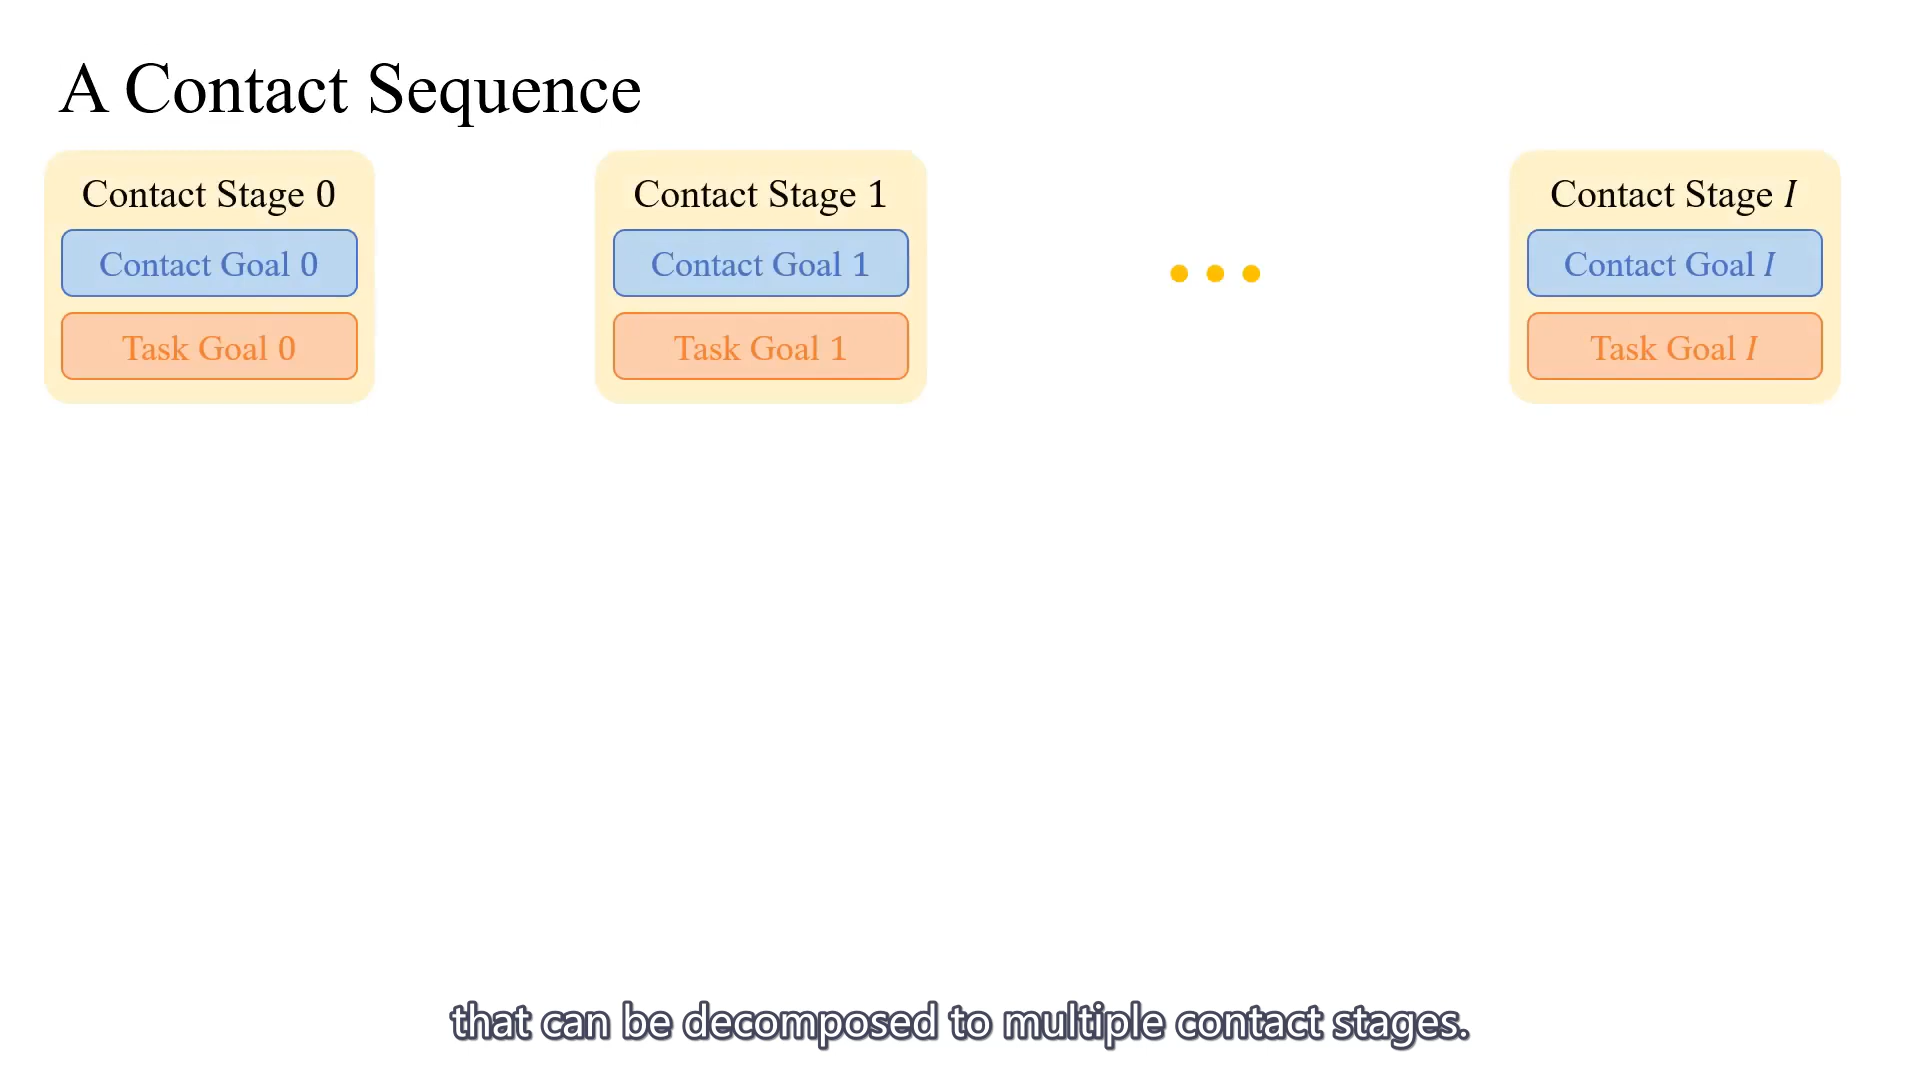 A Contact Sequence
Contact Stage 0
Contact Goal 0
Task Goal 0
Contact Stage 1
Contact Goal 1
Task Goal 1
Contact Stage I
Contact Goal I
Task Goal I
that can be decomposed to multiple contact stages.